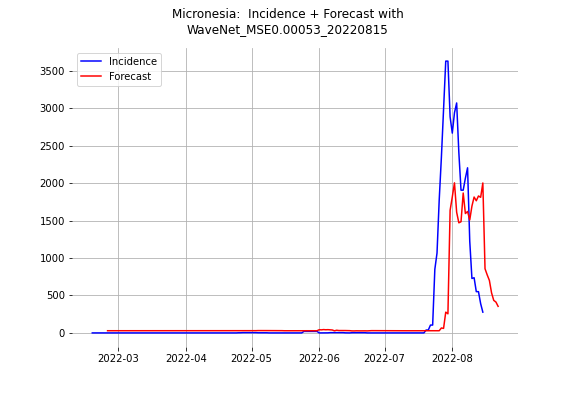 Micronesia:  Incidence + Forecast with
WaveNet_MSE0.00053_20220815
Incidence
Forecast
3500
3000
2500
2000
1500
1000
500
0
2022-03 2022-04 2022-05 2022-06 2022-07 2022-08